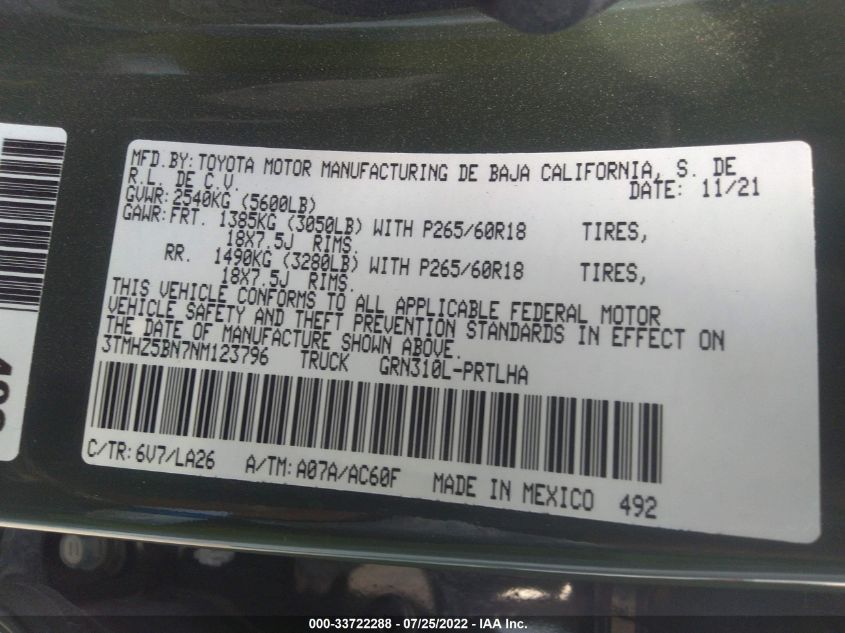 MFD.BY:TOYOTA MOTOR MANUFACTURING DE BAJA CALIFORNIA, S. DE
R.L. DE C.V. DATE: 11/21
GVWR:2540KG (5600LB)
GAWR:FRT. 1385KG (3050LB) WITH P265/60R18 TIRES,
18X7.5J RIMS.
RR. 1490KG (3280LB) WITH P265/60R18 TIRES,
18X7.5J RIMS.
THIS VEHICLE CONFORMS TO ALL APPLICABLE FEDERAL MOTOR
VEHICLE SAFETY AND THEFT PREVENTION STANDARDS IN EFFECT ON
THE DATE OF MANUFACTURE SHOWN ABOVE.
3TMHZ5BN7NM123796 TRUCK GRN310L-PRTLHA
C/TR:6V7/LA26 A/TM:A07A/AC60F MADE IN MEXICO 492
000-33722288 - 07/25/2022 - IAA Inc.